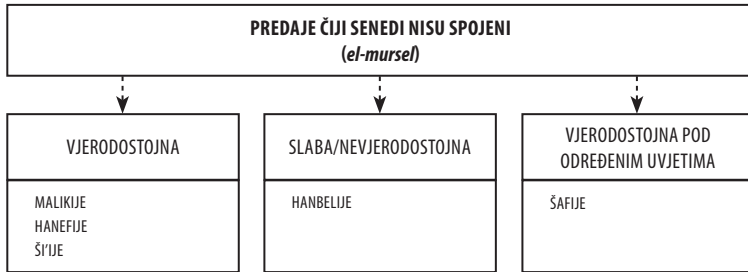 PREDAJE ČIJI SENEDI NISU SPOJENI
(el-mursel)
VJERODOSTOJNA
MALIKIJE
HANEFIJE
ŠI'IJE
SLABA/NEVJERODOSTOJNA
HANBELIJE
VJERODOSTOJNA POD
ODREĐENIM UVJETIMA
ŠAFIJE